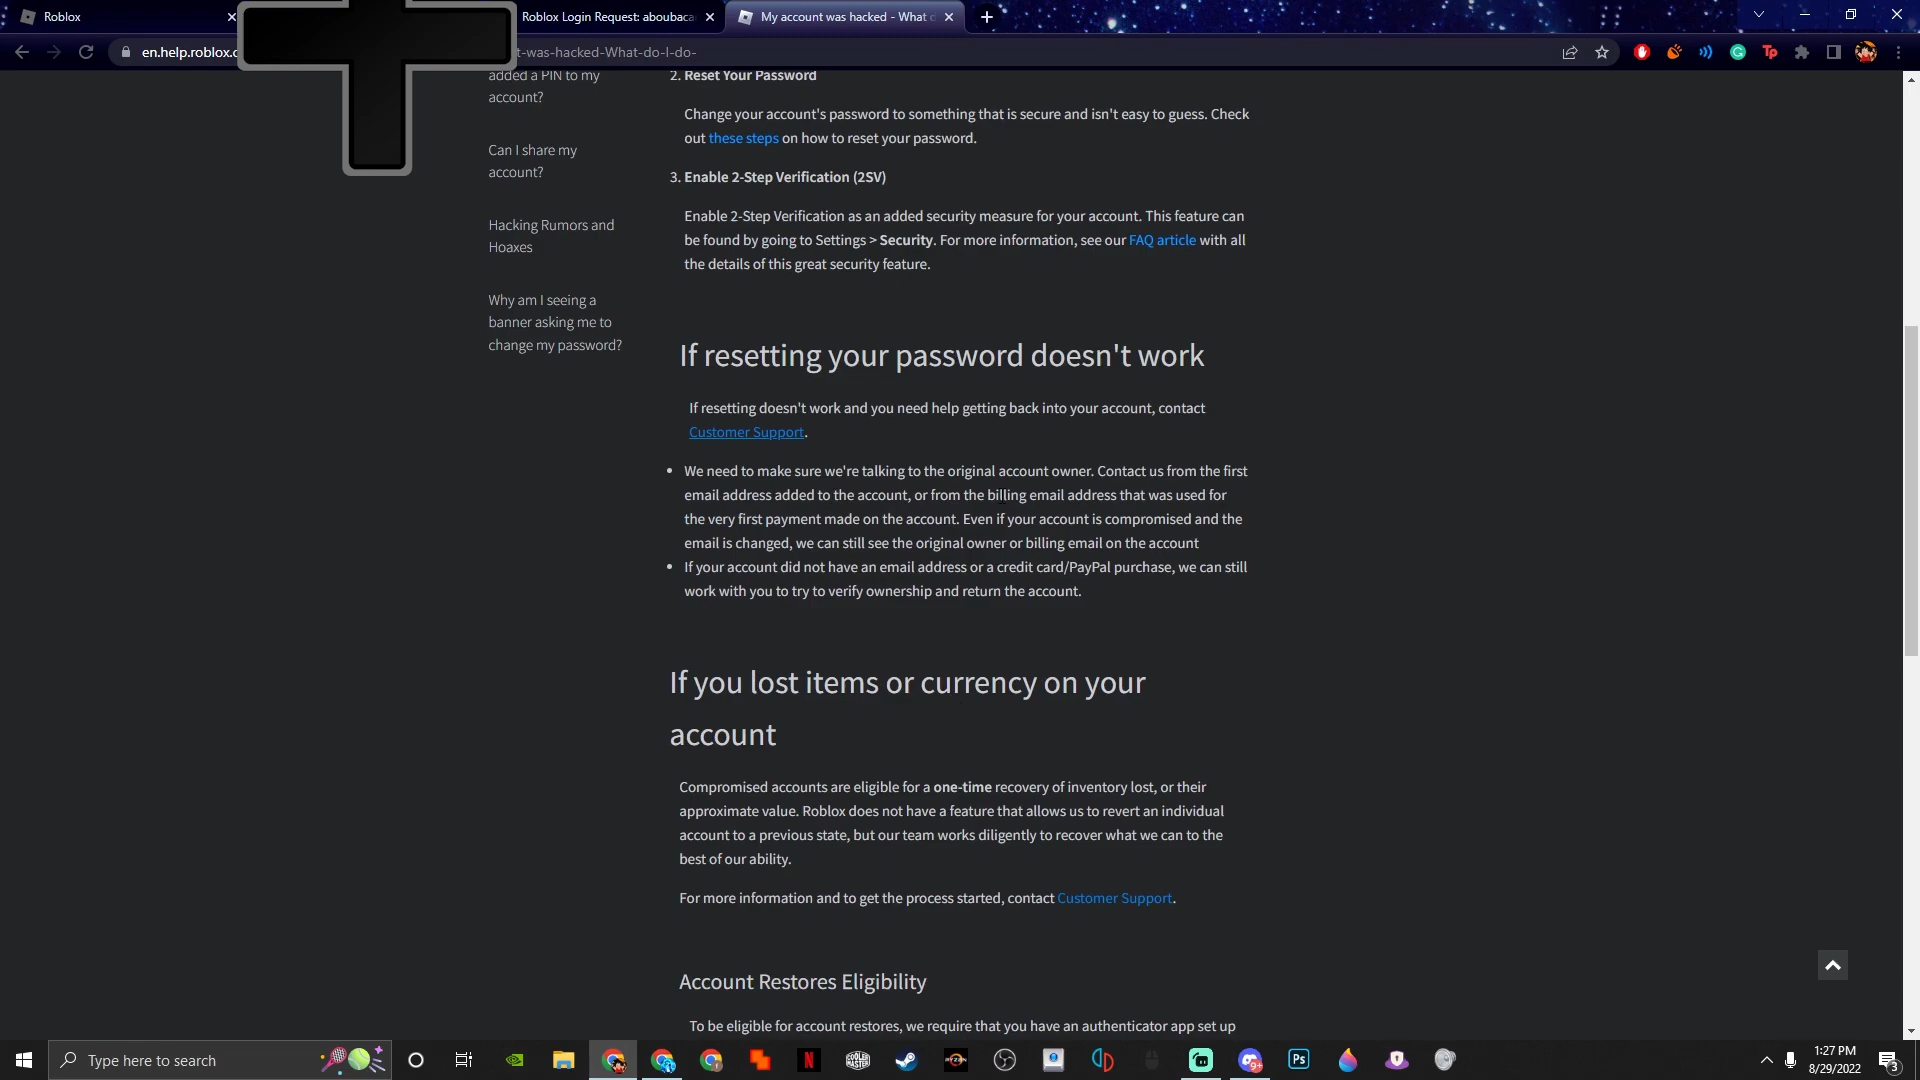 Roblox
Roblox Login Request: abouba
My account was hacked - What d
en.help.roblox.c
t-was-hacked-What-do-I-do-
added a PIN to my
account?
Can I share my
account?
Hacking Rumors and
Hoaxes
Why am I seeing a
banner asking me to
change my password?
2. Reset Your Password
Change your account's password to something that is secure and isn't easy to guess. Check
out these steps on how to reset your password.
3. Enable 2-Step Verification (2SV)
Enable 2-Step Verification as an added security measure for your account. This feature can
be found by going to Settings > Security. For more information, see our FAQ article with all
the details of this great security feature.
If resetting your password doesn't work
If resetting doesn't work and you need help getting back into your account, contact
Customer Support.
• We need to make sure we're talking to the original account owner. Contact us from the first
email address added to the account, or from the billing email address that was used for
the very first payment made on the account. Even if your account is compromised and the
email is changed, we can still see the original owner or billing email on the account
• If your account did not have an email address or a credit card/PayPal purchase, we can still
work with you to try to verify ownership and return the account.
If you lost items or currency on your
account
Compromised accounts are eligible for a one-time recovery of inventory lost, or their
approximate value. Roblox does not have a feature that allows us to revert an individual
account to a previous state, but our team works diligently to recover what we can to the
best of our ability.
For more information and to get the process started, contact Customer Support.
Account Restores Eligibility
To be eligible for account restores, we require that you have an authenticator app set up
Type here to search
N
COOLER MASTER
RYZEN
9+
Ps
Tp
G
1:27 PM
8/29/2022
3